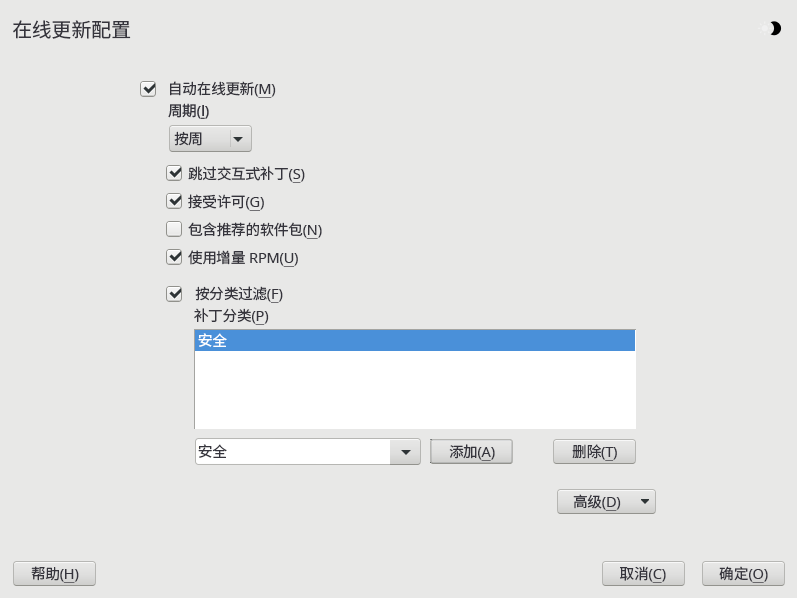 在线更新配置
自动在线更新(M)
周期(I)
按周
跳过交互式补丁(S)
接受许可(G)
包含推荐的软件包(N)
使用增量 RPM(U)
按分类过滤(F)
补丁分类(P)
安全
安全 添加(A) 删除(T)
高级(D)
帮助(H) 取消(C) 确定(O)